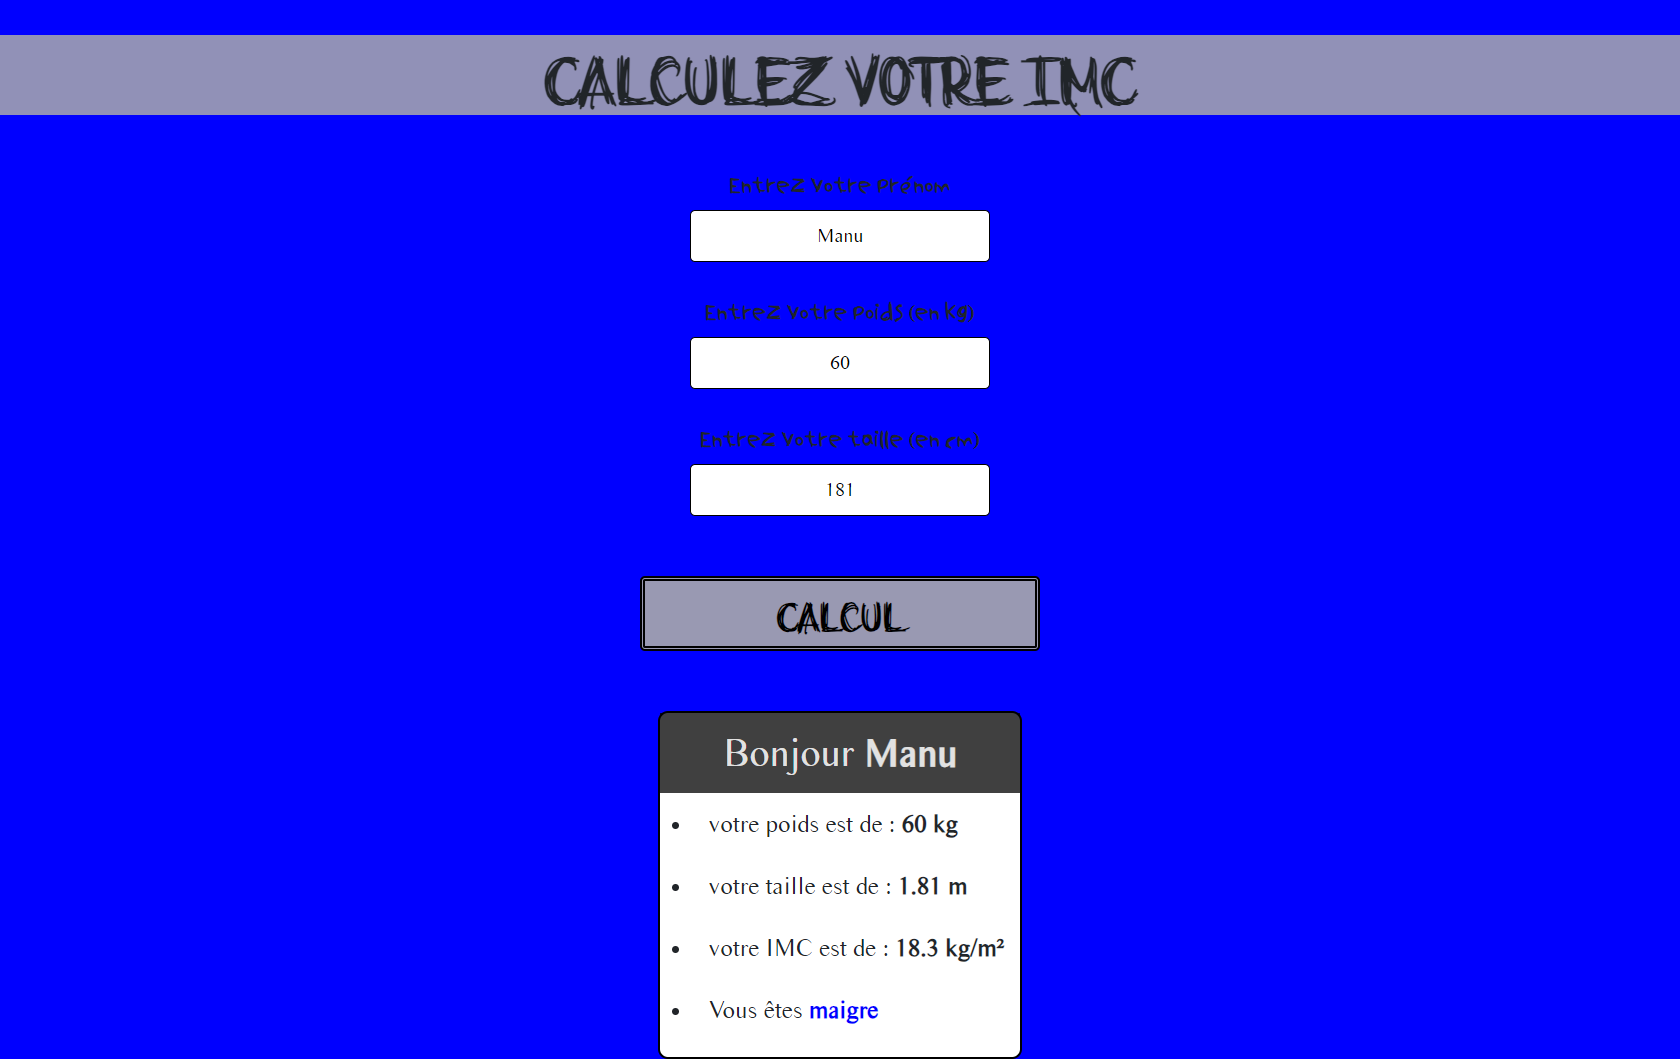 CALCULEZ VOTRE IMC
Entrez Votre Prénom
Manu
Entrez Votre Poids (en kg)
60
Entrez Votre taille (en cm)
181
CALCUL
Bonjour Manu
• votre poids est de : 60 kg
• votre taille est de : 1.81 m
• votre IMC est de : 18.3 kg/m²
• Vous êtes maigre